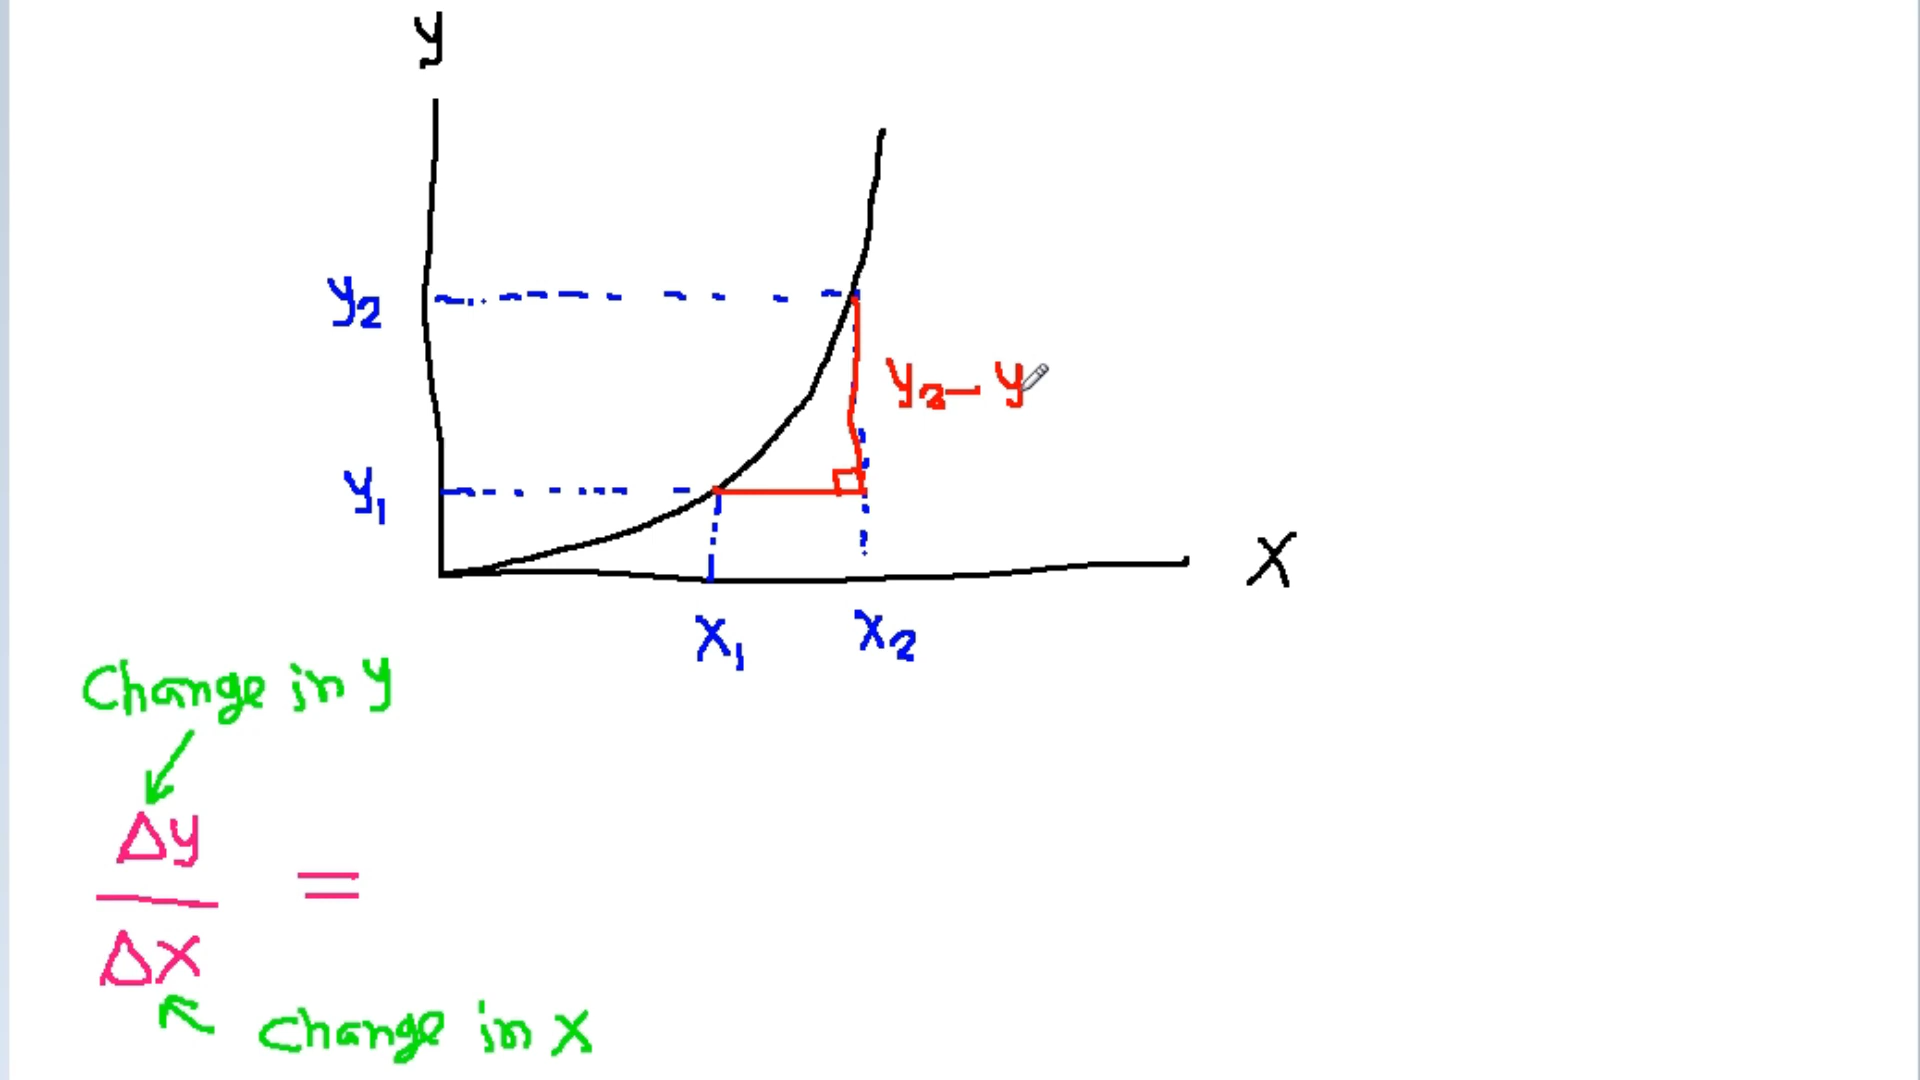 y
y₂
y₂ - y
y₁
x
x₁ x₂
Change in y
Δy
=
Δx
Change in x